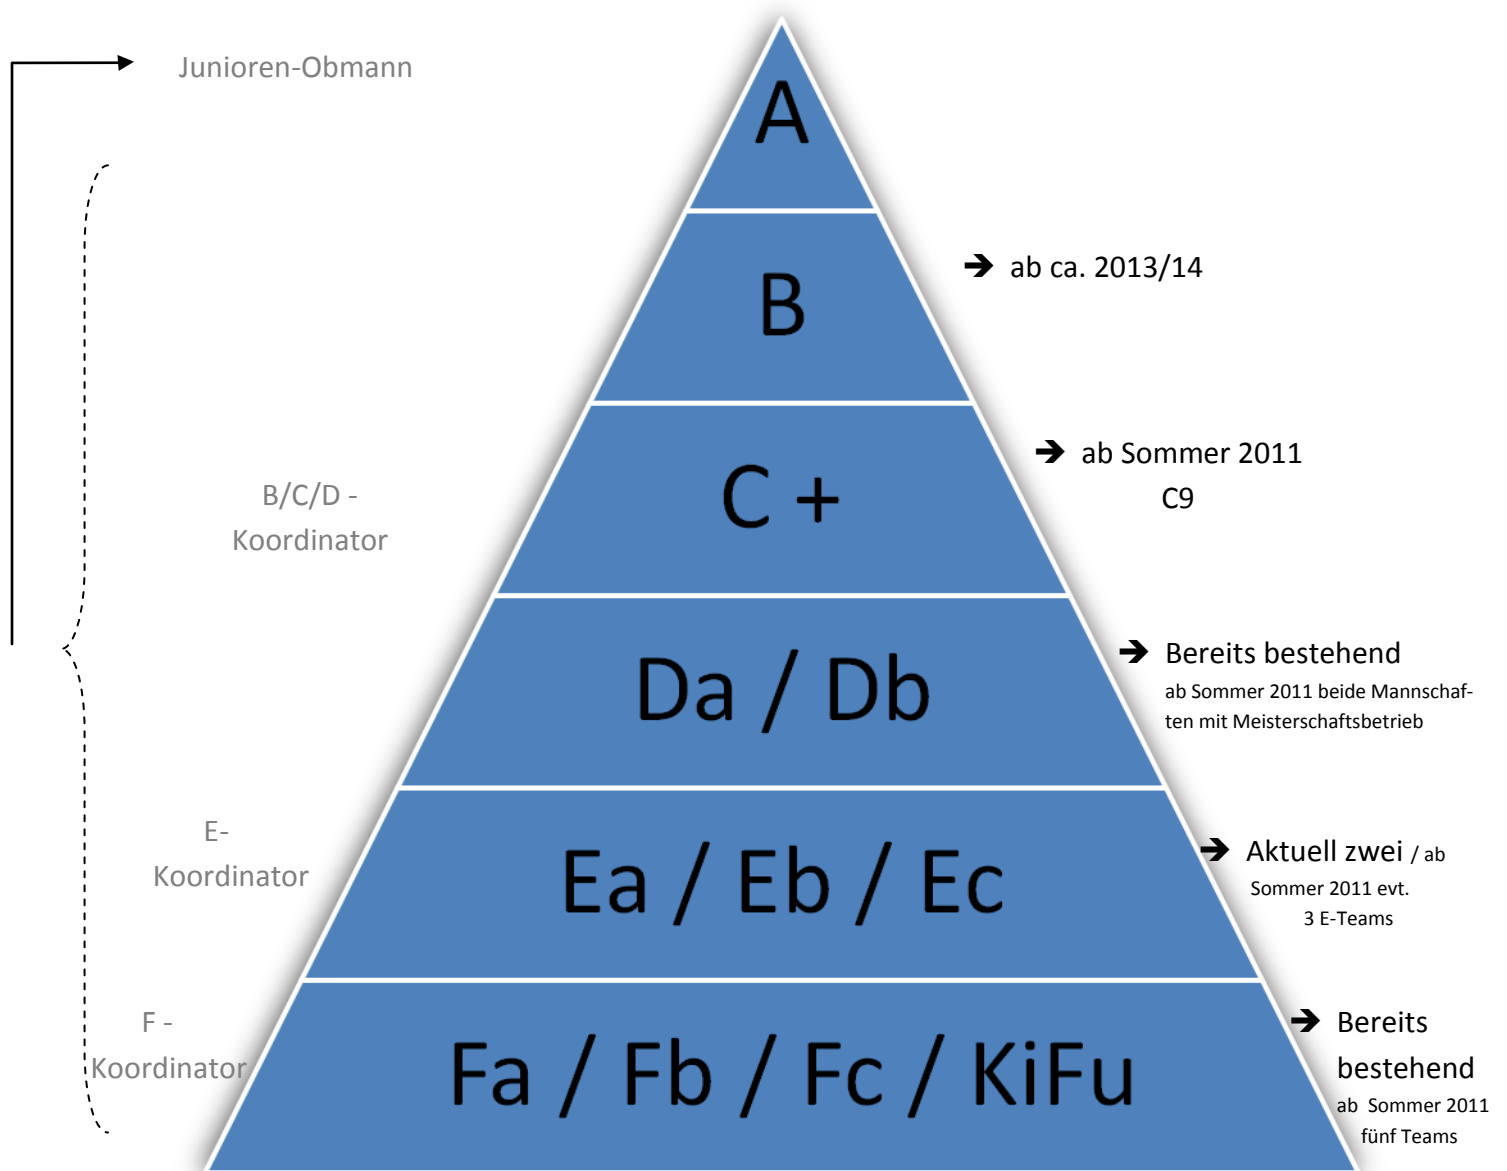 Junioren-Obmann
A
B
➔ ab ca. 2013/14
C +
➔ ab Sommer 2011
C9
B/C/D -
Koordinator
Da / Db
➔ Bereits bestehend
ab Sommer 2011 beide Mannschaf-
ten mit Meisterschaftsbetrieb
E-
Koordinator
Ea / Eb / Ec
➔ Aktuell zwei / ab
Sommer 2011 evt.
3 E-Teams
F -
Koordinator
Fa / Fb / Fc / KiFu
➔ Bereits
bestehend
ab Sommer 2011
fünf Teams